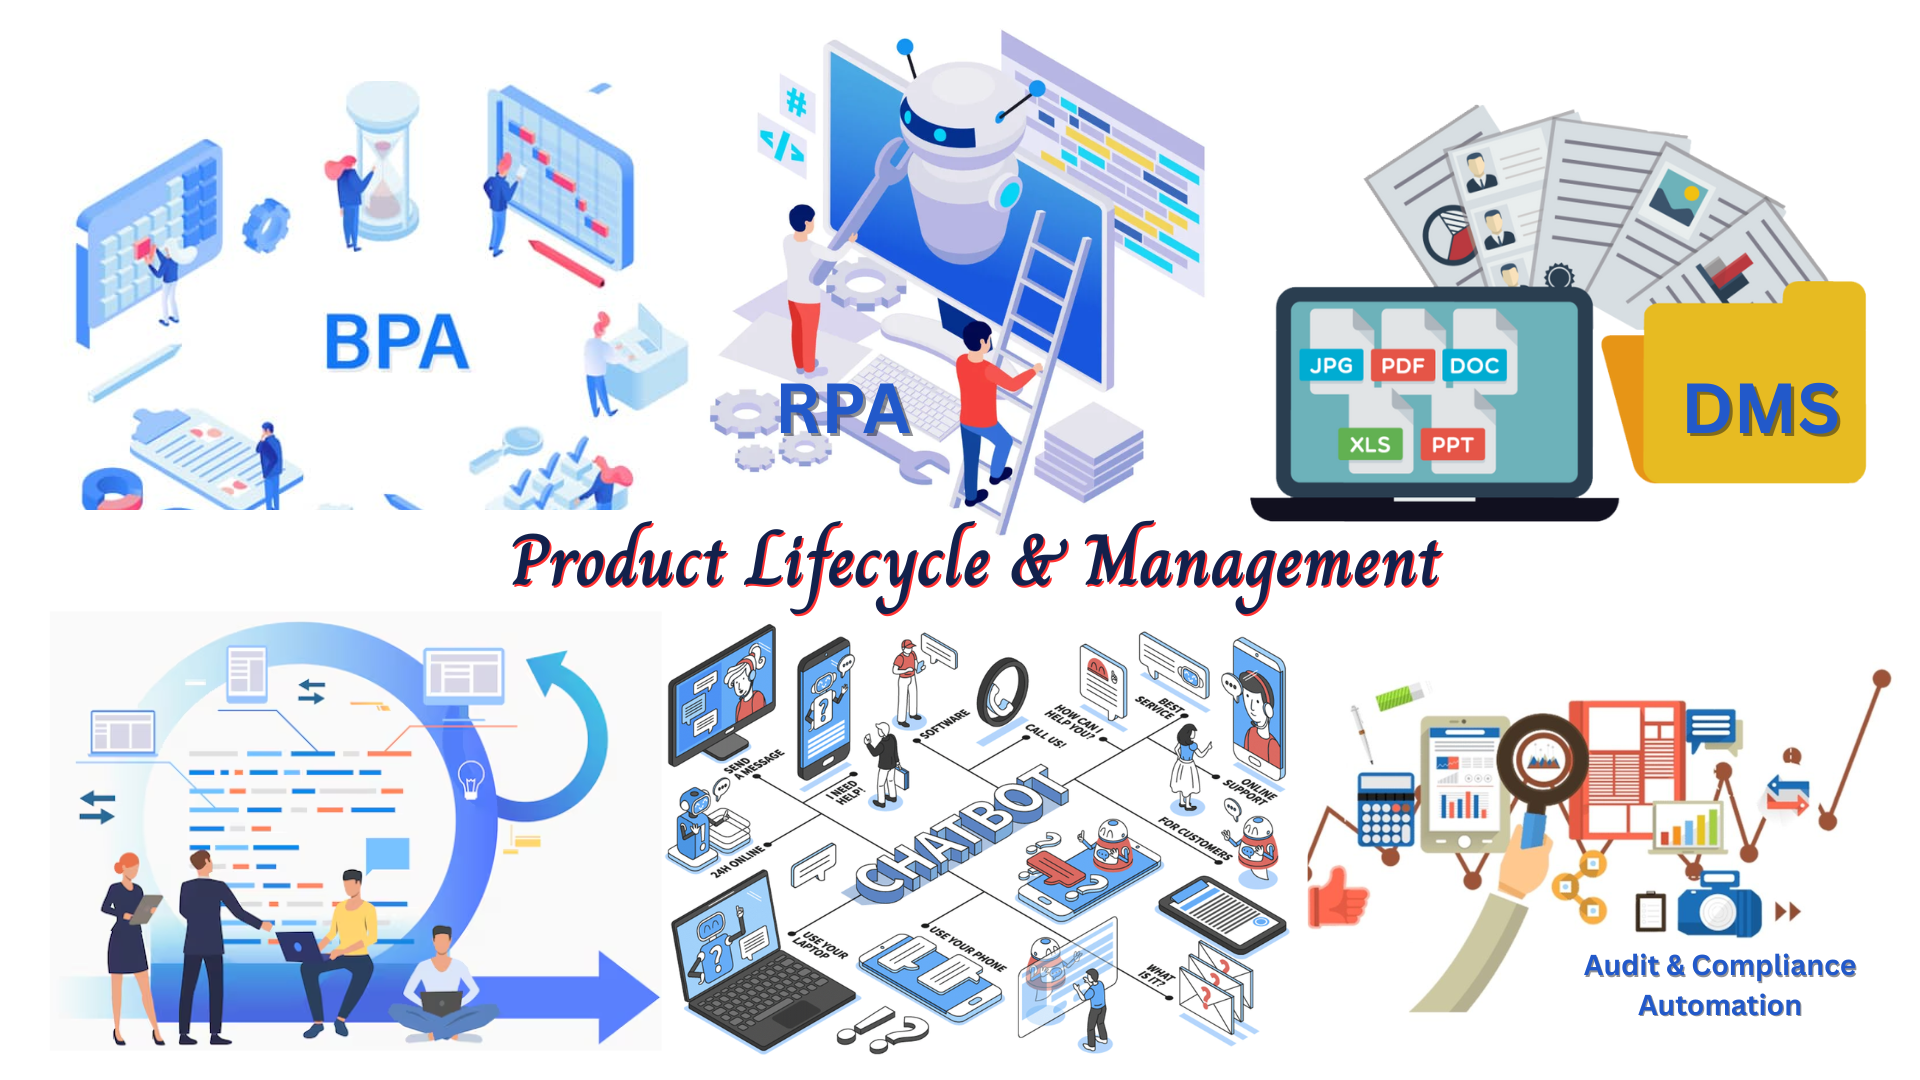 #
</>
BPA
RPA
JPG
PDF
DOC
XLS
PPT
DMS
Product Lifecycle & Management
SEND
A MESSAGE
I NEED
HELP!
SOFTWARE
CALL US!
HOW CAN I
HELP YOU?
BEST
SERVICE
ONLINE
SUPPORT
FOR CUSTOMERS
24H ONLINE
CHATBOT
USE YOUR
LAPTOP
USE YOUR PHONE
WHAT
IS IT?
Audit & Compliance
Automation